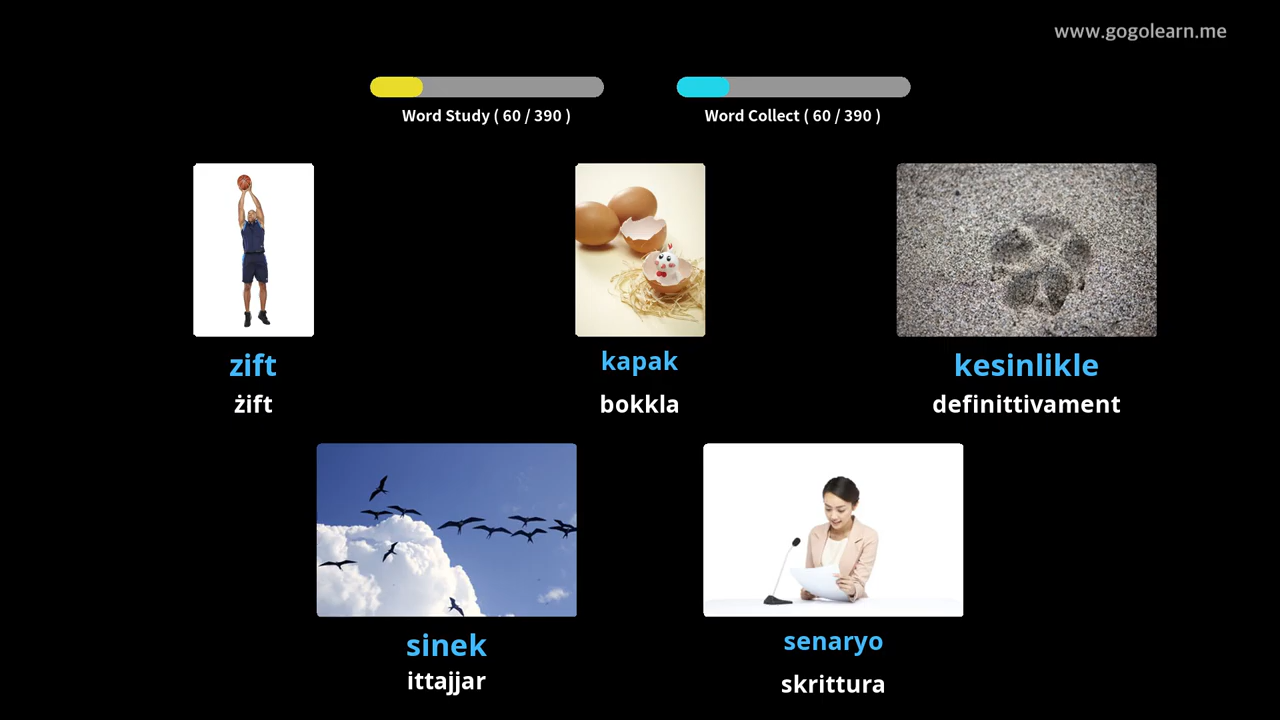 www.gogolearn.me
Word Study ( 60 / 390 )
Word Collect ( 60 / 390 )
zift
żift
kapak
bokkla
kesinlikle
definittivament
sinek
ittajjar
senaryo
skrittura